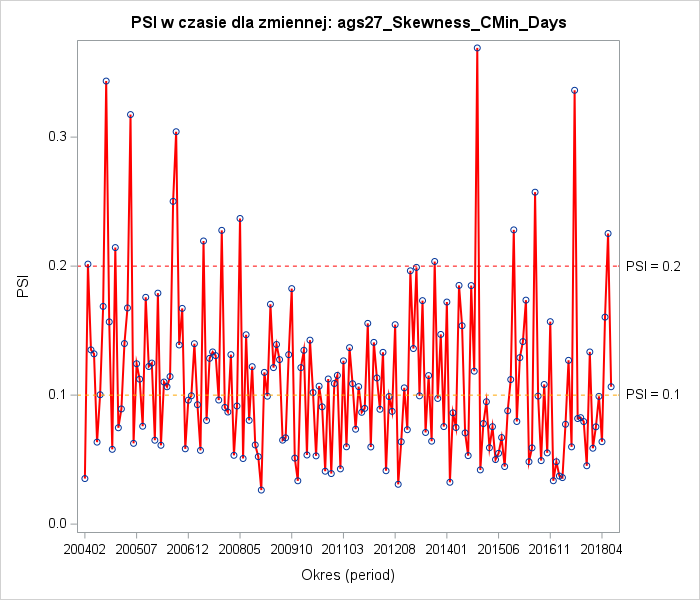 PSI w czasie dla zmiennej: ags27_Skewness_CMin_Days
PSI
0.3
0.2
0.1
0.0
PSI = 0.2
PSI = 0.1
200402 200507 200612 200805 200910 201103 201208 201401 201506 201611 201804
Okres (period)